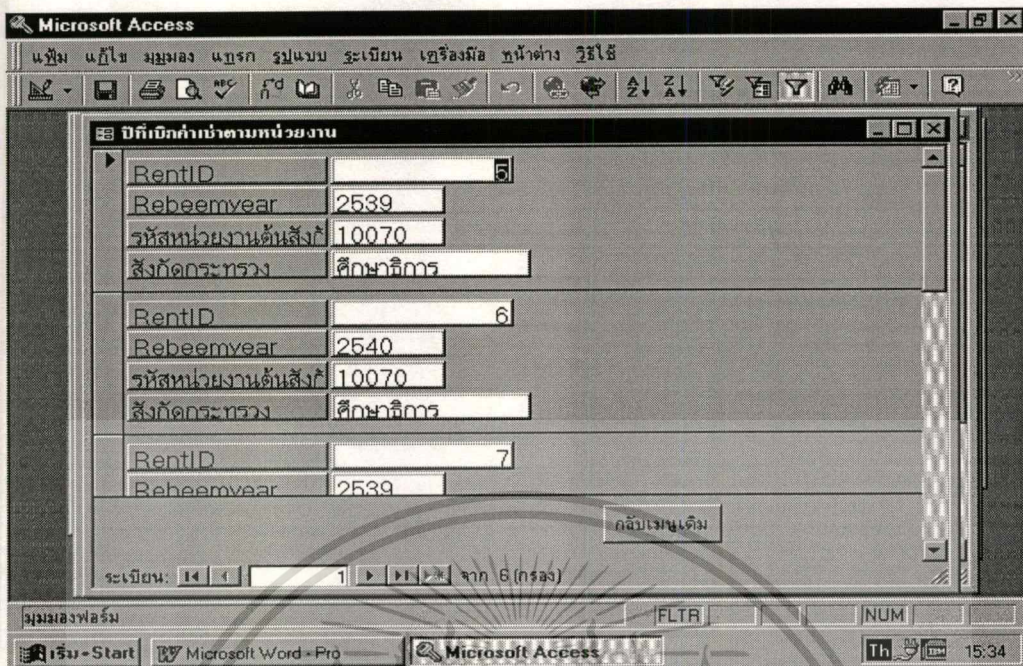 Microsoft Access
แฟ้ม แก้ไข มุมมอง แทรก รูปแบบ ระเบียน เครื่องมือ หน้าต่าง วิธีใช้
ปีที่เบิกค่าเช่าตามหน่วยงาน
RentID 5
Rebeemyear 2539
รหัสหน่วยงานต้นสังกั 10070
สังกัดกระทรวง ศึกษาธิการ
RentID 6
Rebeemyear 2540
รหัสหน่วยงานต้นสังกั 10070
สังกัดกระทรวง ศึกษาธิการ
RentID 7
Rebeemyear 2539
กลับเมนูเดิม
ระเบียน: 1 จาก 6 (กรอง)
มุมมองฟอร์ม FLTR NUM
เริ่ม - Start Microsoft Word - Pro Microsoft Access Th 15:34